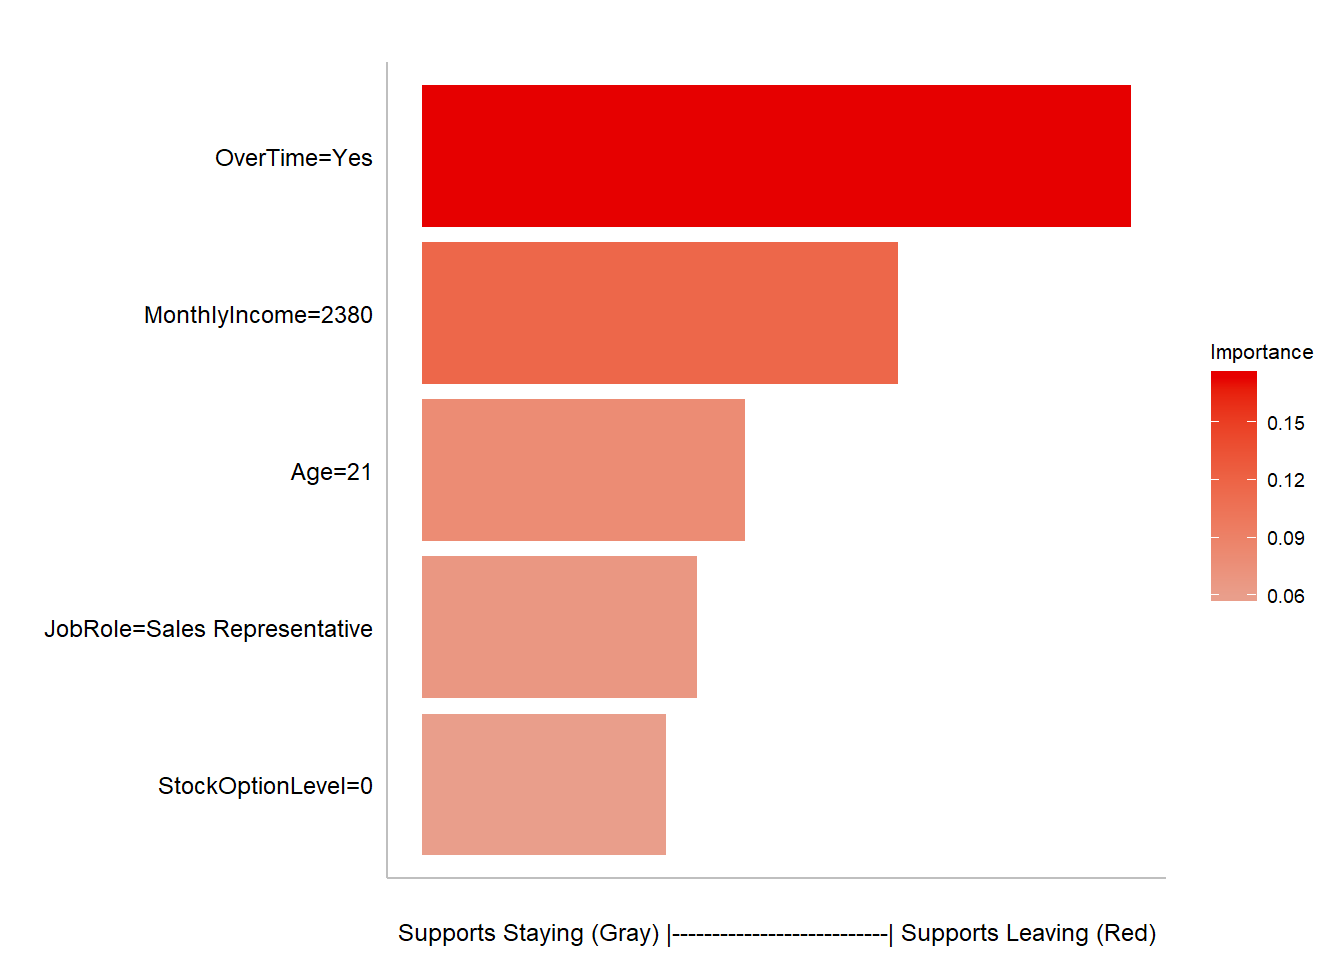 OverTime=Yes
MonthlyIncome=2380
Age=21
JobRole=Sales Representative
StockOptionLevel=0
Supports Staying (Gray) |---------------------------| Supports Leaving (Red)
Importance
0.15
0.12
0.09
0.06